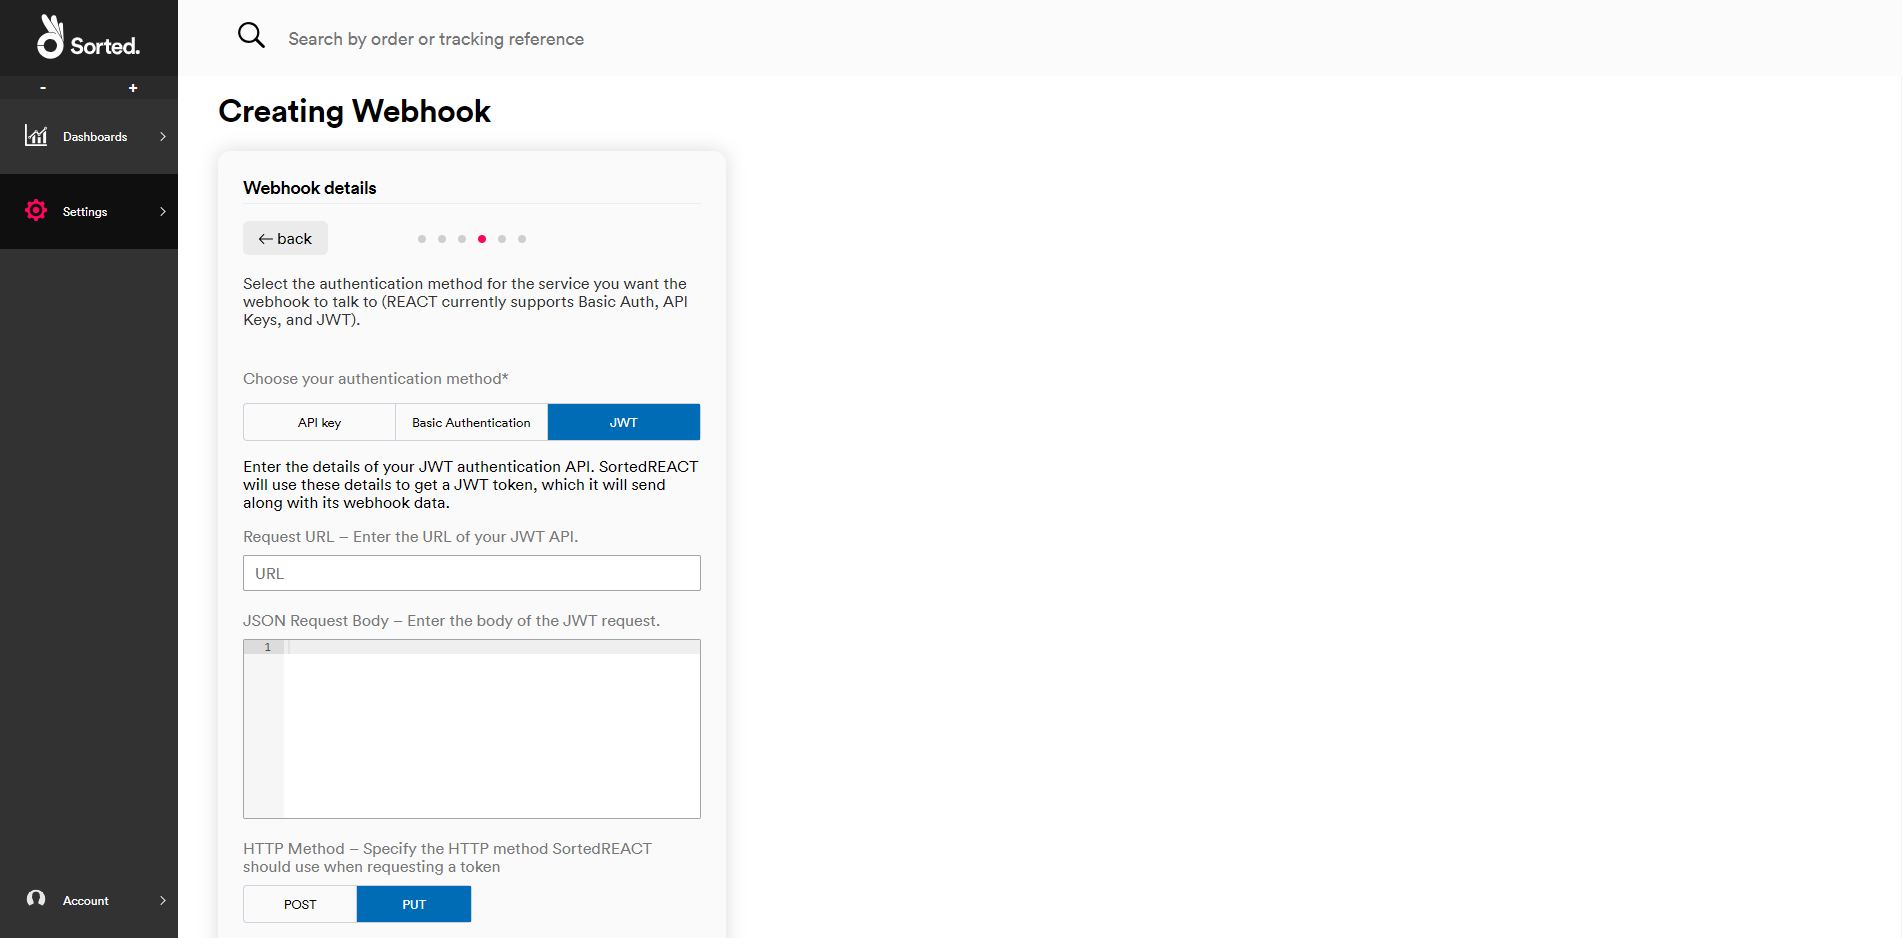 Sorted.
Search by order or tracking reference
- +
Dashboards
Settings
Account
Creating Webhook
Webhook details
← back
Select the authentication method for the service you want the
webhook to talk to (REACT currently supports Basic Auth, API
Keys, and JWT).
Choose your authentication method*
API key Basic Authentication JWT
Enter the details of your JWT authentication API. SortedREACT
will use these details to get a JWT token, which it will send
along with its webhook data.
Request URL – Enter the URL of your JWT API.
URL
JSON Request Body – Enter the body of the JWT request.
1
HTTP Method – Specify the HTTP method SortedREACT
should use when requesting a token
POST PUT